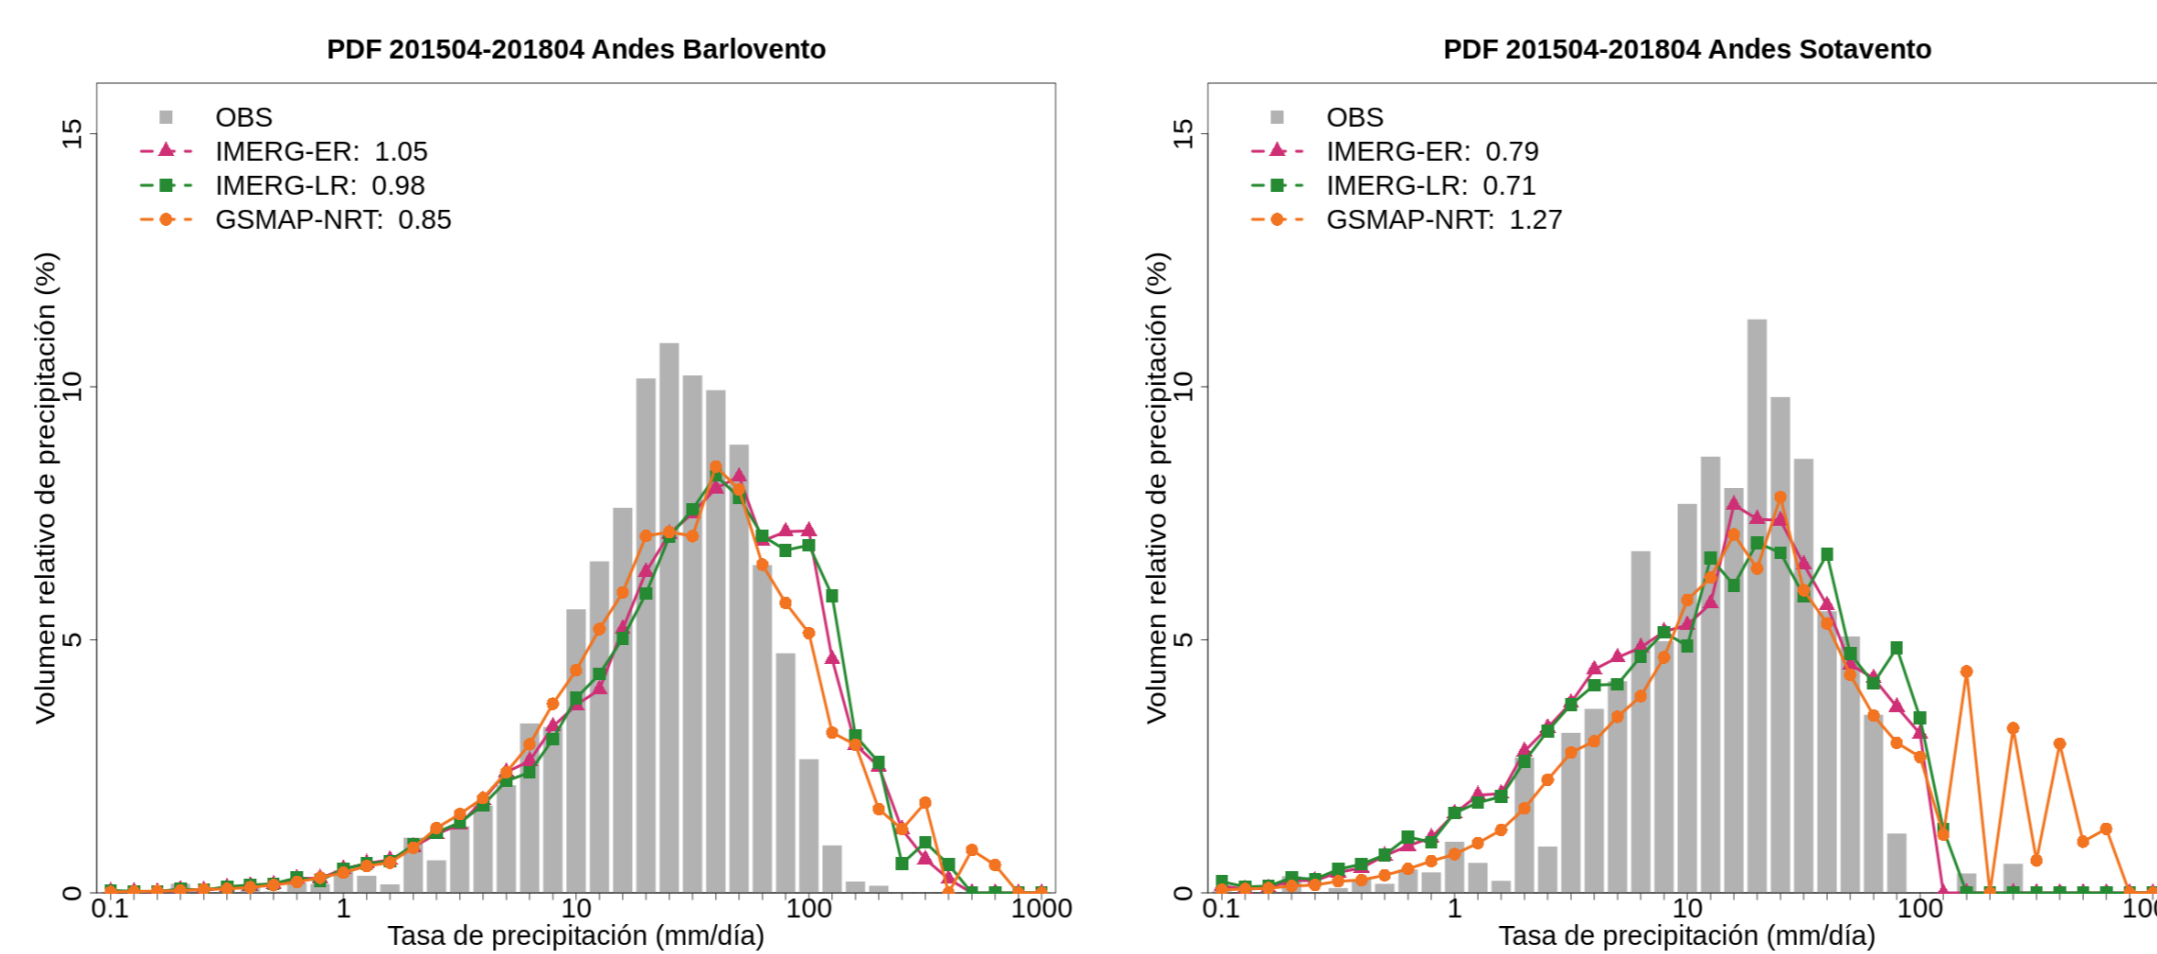 PDF 201504-201804 Andes Barlovento
OBS
IMERG-ER: 1.05
IMERG-LR: 0.98
GSMAP-NRT: 0.85
Volumen relativo de precipitación (%)
15
10
5
0
0.1 1 10 100 1000
Tasa de precipitación (mm/día)
PDF 201504-201804 Andes Sotavento
OBS
IMERG-ER: 0.79
IMERG-LR: 0.71
GSMAP-NRT: 1.27
Volumen relativo de precipitación (%)
15
10
5
0
0.1 1 10 100
Tasa de precipitación (mm/día)